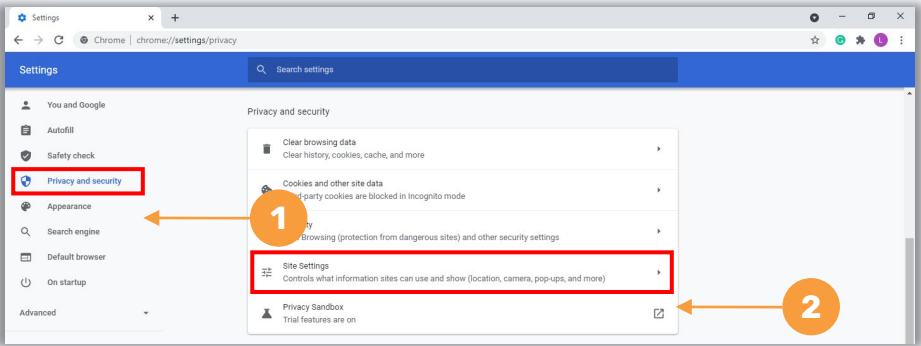 Settings
Chrome | chrome://settings/privacy
L
Settings
Search settings
You and Google
Autofill
Safety check
Privacy and security
Appearance
Search engine
Default browser
On startup
Advanced
Privacy and security
Clear browsing data
Clear history, cookies, cache, and more
Cookies and other site data
party cookies are blocked in Incognito mode
Browsing (protection from dangerous sites) and other security settings
Site Settings
Controls what information sites can use and show (location, camera, pop-ups, and more)
Privacy Sandbox
Trial features are on
1
2